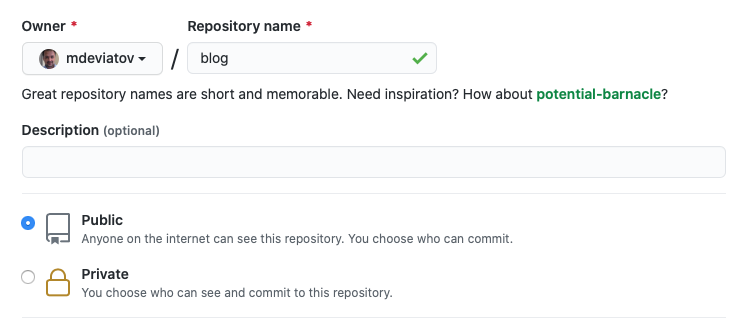 Owner * Repository name *
mdeviatov / blog
Great repository names are short and memorable. Need inspiration? How about potential-barnacle?
Description (optional)
Public
Anyone on the internet can see this repository. You choose who can commit.
Private
You choose who can see and commit to this repository.